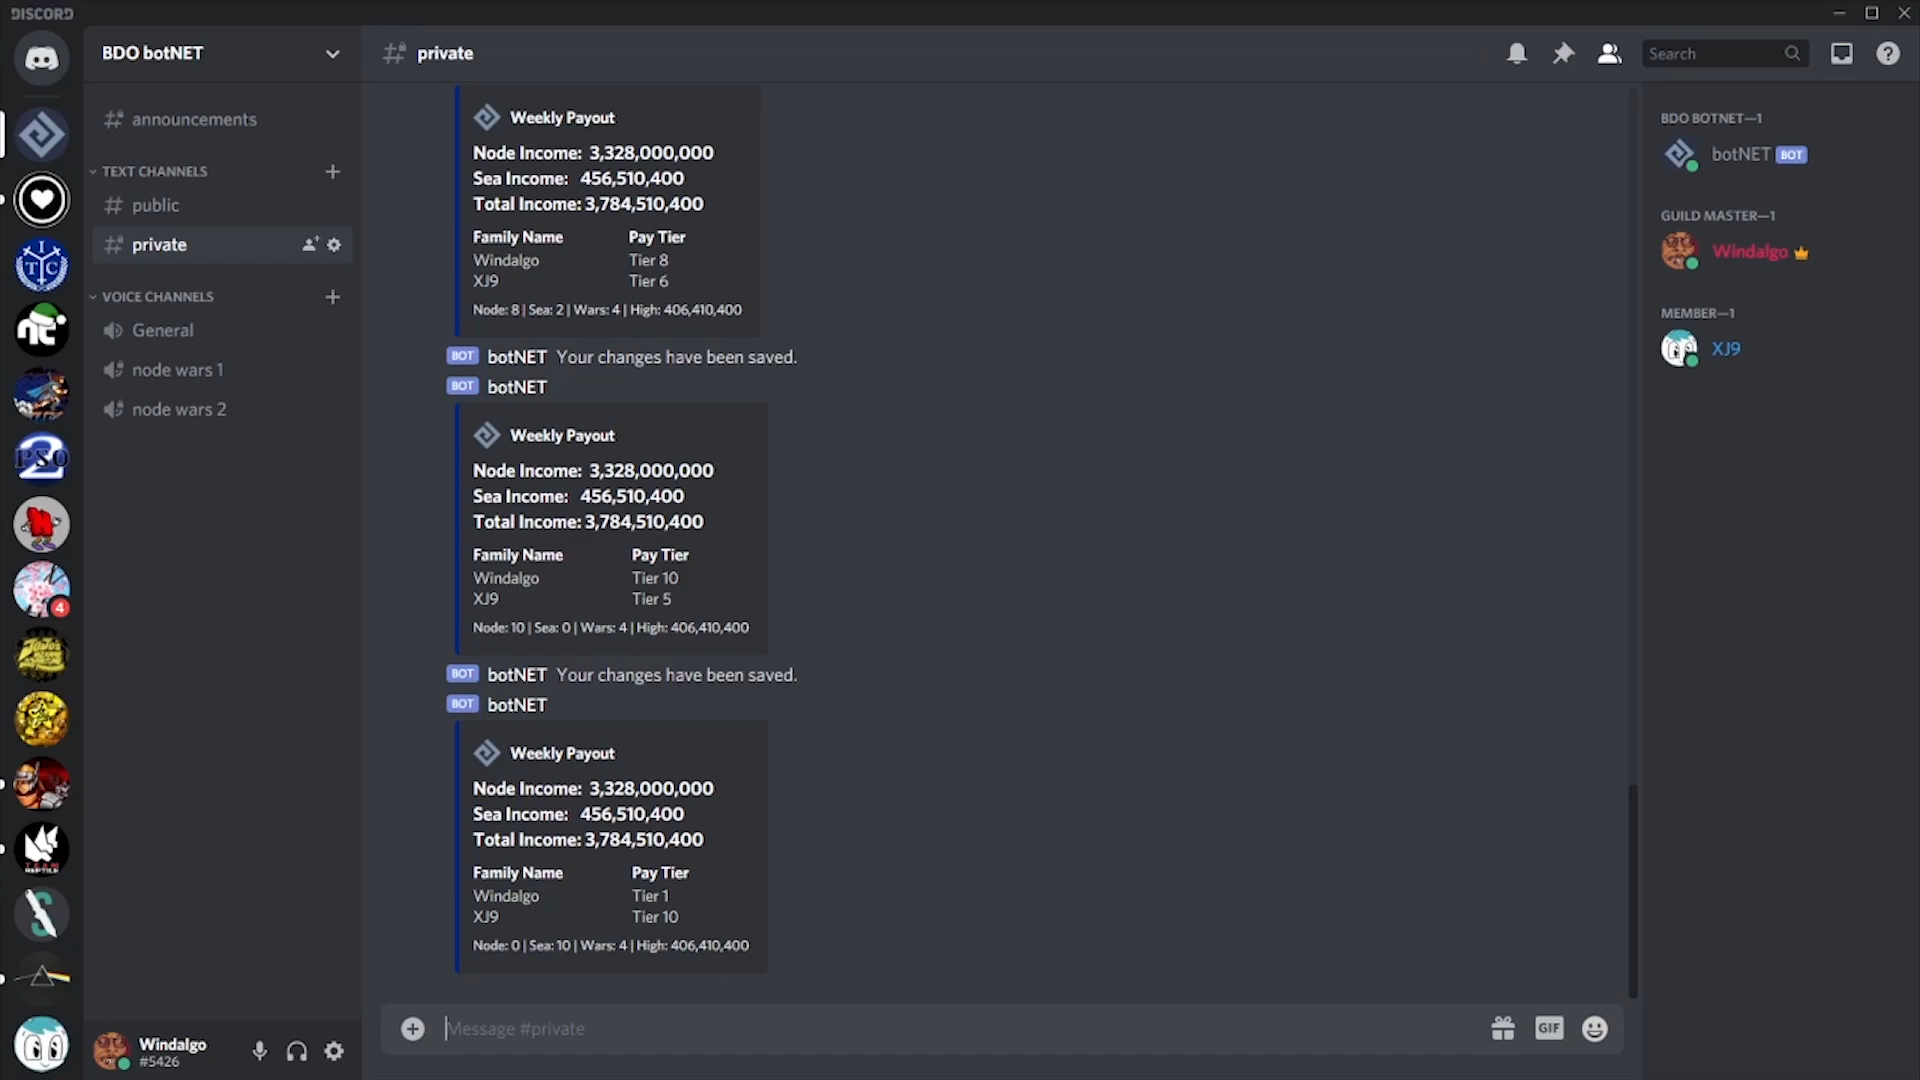 DISCORD
BDO botNET
private
Search
announcements
TEXT CHANNELS
public
private
VOICE CHANNELS
General
node wars 1
node wars 2
Weekly Payout
Node Income: 3,328,000,000
Sea Income: 456,510,400
Total Income: 3,784,510,400
Family Name Pay Tier
Windalgo Tier 8
XJ9 Tier 6
Node: 8 | Sea: 2 | Wars: 4 | High: 406,410,400
BOT botNET Your changes have been saved.
BOT botNET
Weekly Payout
Node Income: 3,328,000,000
Sea Income: 456,510,400
Total Income: 3,784,510,400
Family Name Pay Tier
Windalgo Tier 10
XJ9 Tier 5
Node: 10 | Sea: 0 | Wars: 4 | High: 406,410,400
BOT botNET Your changes have been saved.
BOT botNET
Weekly Payout
Node Income: 3,328,000,000
Sea Income: 456,510,400
Total Income: 3,784,510,400
Family Name Pay Tier
Windalgo Tier 1
XJ9 Tier 10
Node: 0 | Sea: 10 | Wars: 4 | High: 406,410,400
Message #private
GIF
BDO BOTNET—1
botNET BOT
GUILD MASTER—1
Windalgo
MEMBER—1
XJ9
I
T C
nc
PSO
2
4
TEAM
REPTILE
Windalgo
#5426